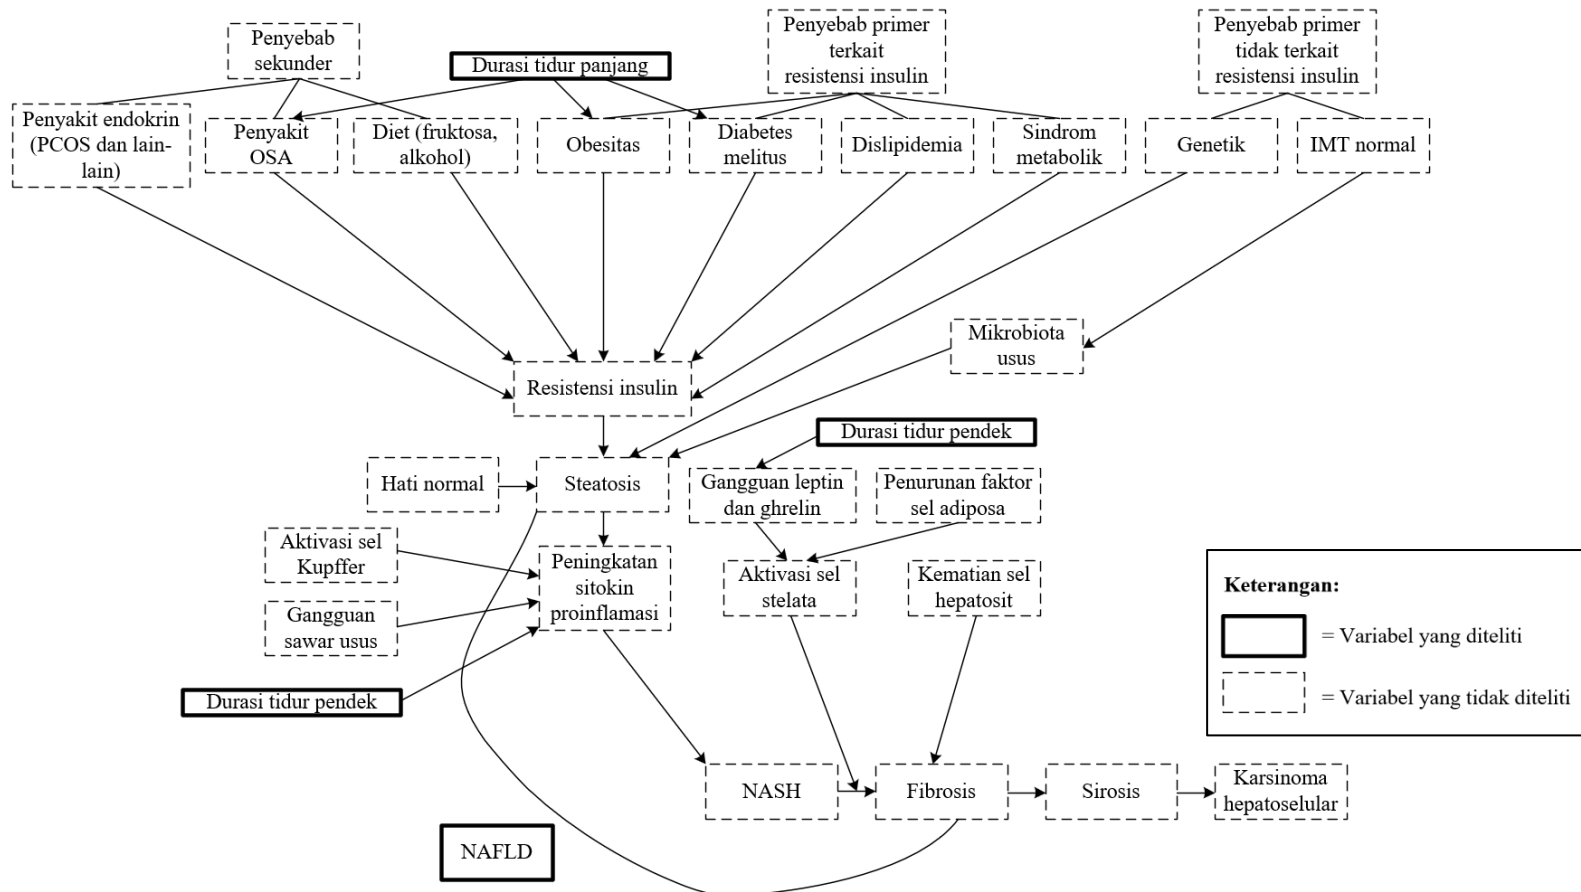 Penyebab
sekunder
Durasi tidur panjang
Penyebab primer
terkait
resistensi insulin
Penyebab primer
tidak terkait
resistensi insulin
Penyakit endokrin
(PCOS dan lain-
lain)
Penyakit
OSA
Diet (fruktosa,
alkohol)
Obesitas
Diabetes
melitus
Dislipidemia
Sindrom
metabolik
Genetik
IMT normal
Mikrobiota
usus
Resistensi insulin
Durasi tidur pendek
Hati normal
Steatosis
Gangguan leptin
dan ghrelin
Penurunan faktor
sel adiposa
Aktivasi sel
Kupffer
Peningkatan
sitokin
proinflamasi
Aktivasi sel
stelata
Kematian sel
hepatosit
Gangguan
sawar usus
Durasi tidur pendek
Keterangan:
= Variabel yang diteliti
= Variabel yang tidak diteliti
NASH
Fibrosis
Sirosis
Karsinoma
hepatoselular
NAFLD